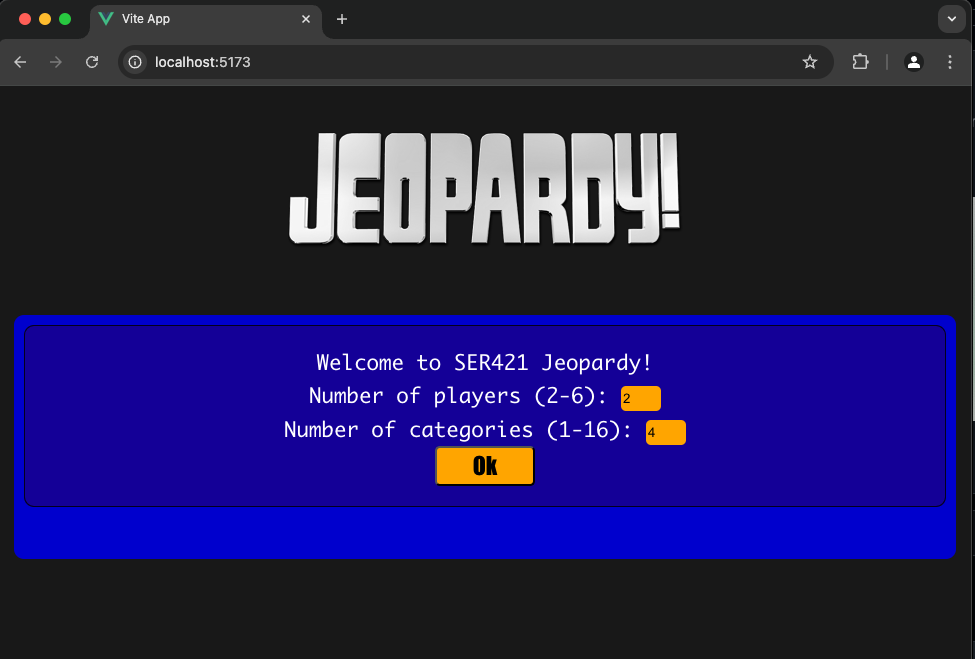 Vite App
localhost:5173
JEOPARDY!
Welcome to SER421 Jeopardy!
Number of players (2-6): 2
Number of categories (1-16): 4
Ok